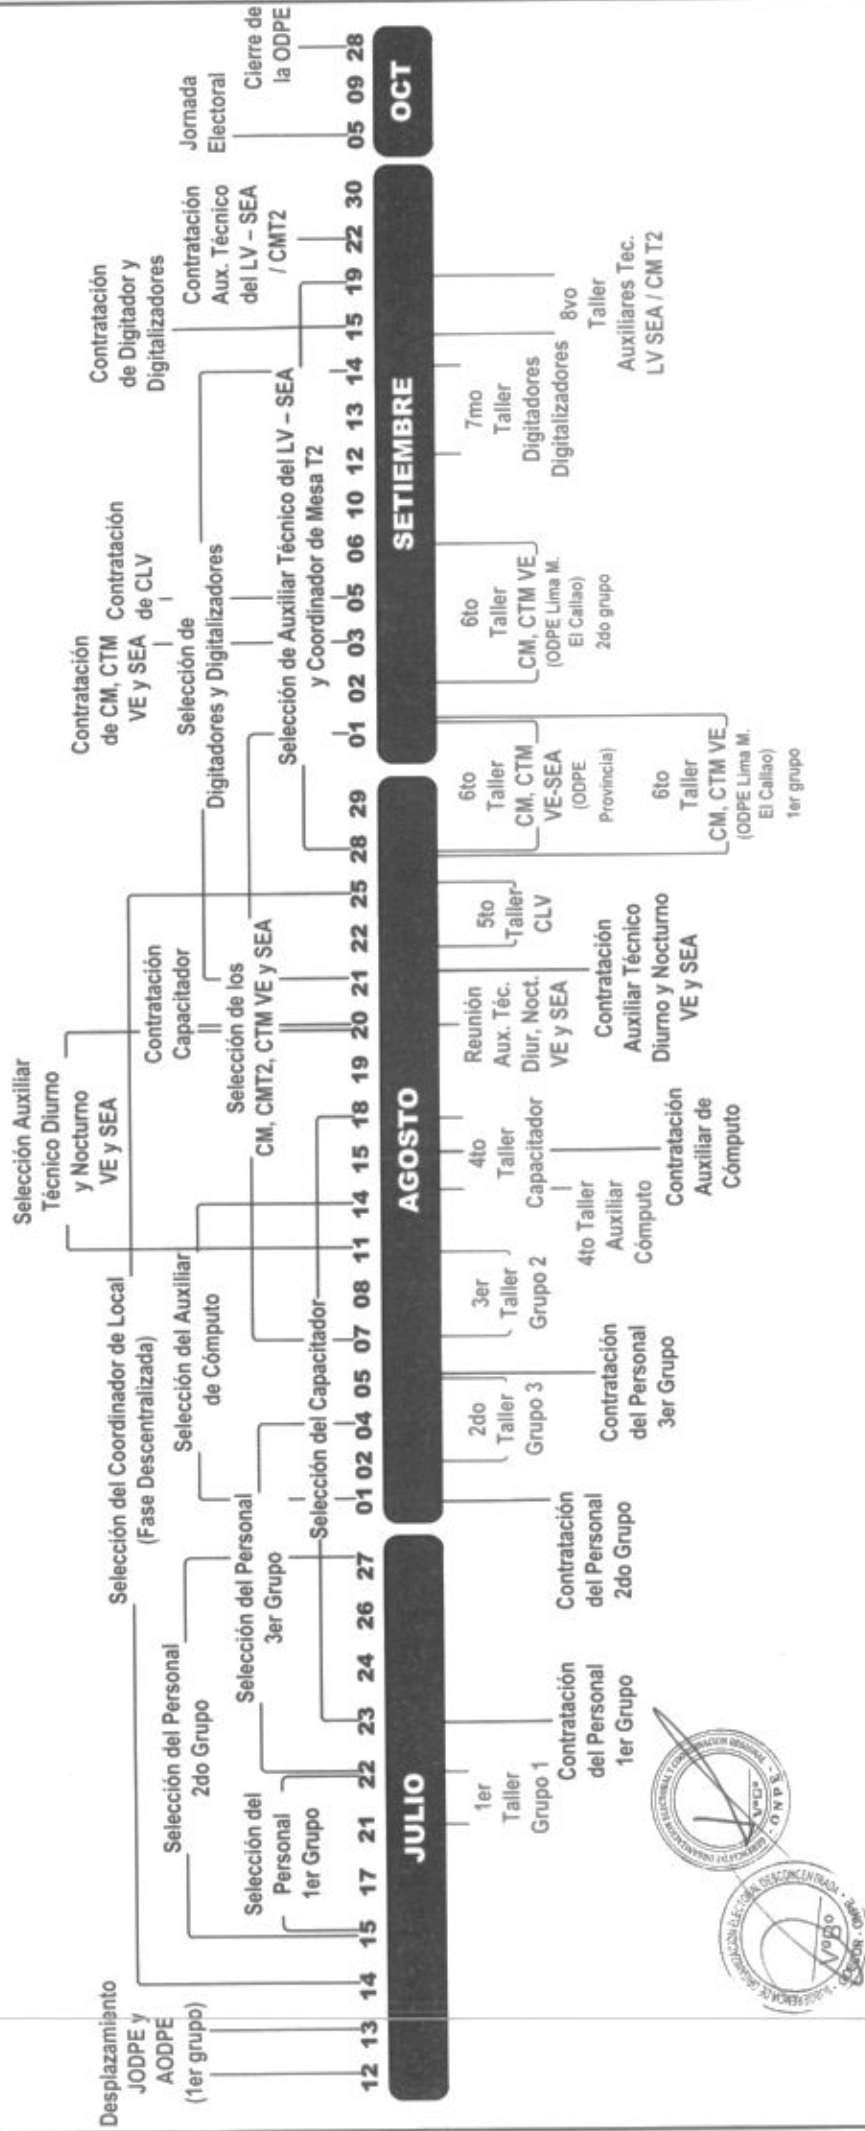 Desplazamiento
JODPE y
AODPE
(1er grupo)
Selección del Coordinador de Local
(Fase Descentralizada)
Selección del Personal
2do Grupo
Selección del
Personal
1er Grupo
Selección del Personal
3er Grupo
Selección del Capacitador
Selección del Auxiliar
de Cómputo
Selección Auxiliar
Técnico Diurno
y Nocturno
VE y SEA
Contratación
Capacitador
Selección de los
CM, CMT2, CTM VE y SEA
Contratación
de CM, CTM
VE y SEA
Contratación
de CLV
Selección de
Digitadores y Digitalizadores
Selección de Auxiliar Técnico del LV – SEA
y Coordinador de Mesa T2
Contratación
de Digitador y
Digitalizadores
Contratación
Aux. Técnico
del LV – SEA
/ CMT2
Jornada
Electoral
Cierre de
la ODPE
12 13 14 15 17 21 22 23 24 26 27
01 02 04 05 07 08 11 14 15 18 19 20 21 22 25 28 29
01 02 03 05 06 10 12 13 14 15 19 22 30
05 09 28
JULIO
AGOSTO
SETIEMBRE
OCT
1er
Taller
Grupo 1
Contratación
del Personal
1er Grupo
Contratación
del Personal
2do Grupo
2do
Taller
Grupo 3
Contratación
del Personal
3er Grupo
3er
Taller
Grupo 2
4to
Taller
Capacitador
4to Taller
Auxiliar
Cómputo
Contratación
Auxiliar de
Cómputo
Reunión
Aux. Téc.
Diur, Noct.
VE y SEA
Contratación
Auxiliar Técnico
Diurno y Nocturno
VE y SEA
5to
Taller
CLV
6to
Taller
CM, CTM
VE-SEA
(ODPE
Provincia)
6to
Taller
CM, CTM VE
(ODPE Lima M.
El Callao)
1er grupo
6to
Taller
CM, CTM VE
(ODPE Lima M.
El Callao)
2do grupo
7mo
Taller
Digitadores
Digitalizadores
8vo
Taller
Auxiliares Tec.
LV SEA / CM T2
VºBº
VºBº